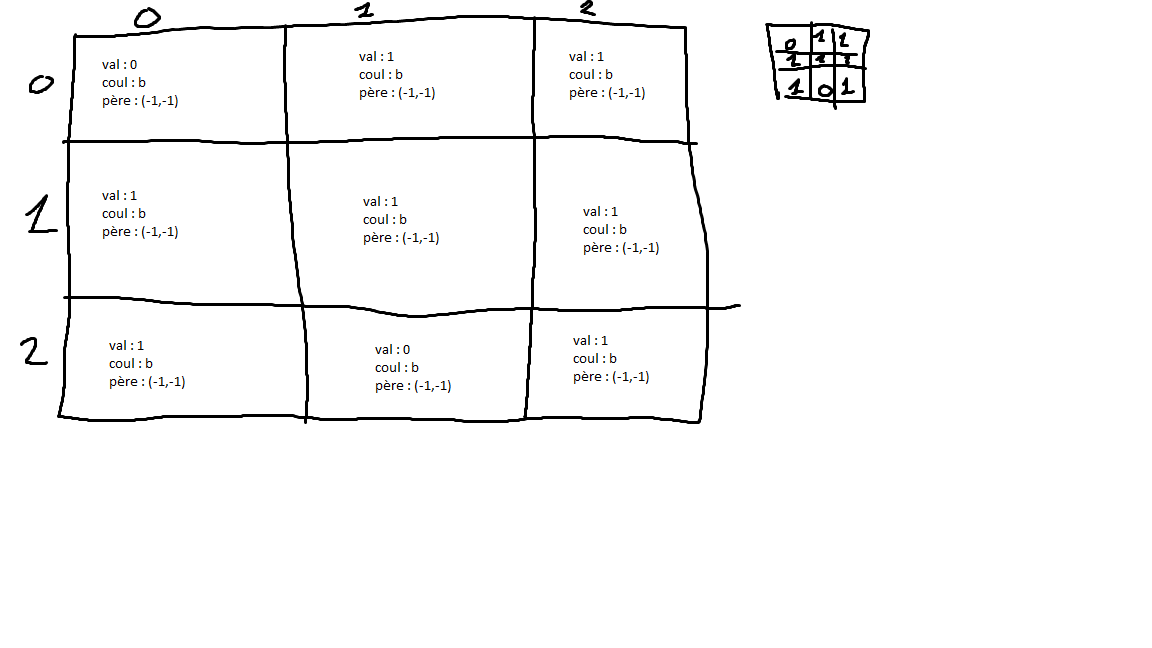 0 1 2
0
val : 0
coul : b
père : (-1,-1)
val : 1
coul : b
père : (-1,-1)
val : 1
coul : b
père : (-1,-1)
1
val : 1
coul : b
père : (-1,-1)
val : 1
coul : b
père : (-1,-1)
val : 1
coul : b
père : (-1,-1)
2
val : 1
coul : b
père : (-1,-1)
val : 0
coul : b
père : (-1,-1)
val : 1
coul : b
père : (-1,-1)
0 1 1
1 1 1
1 0 1